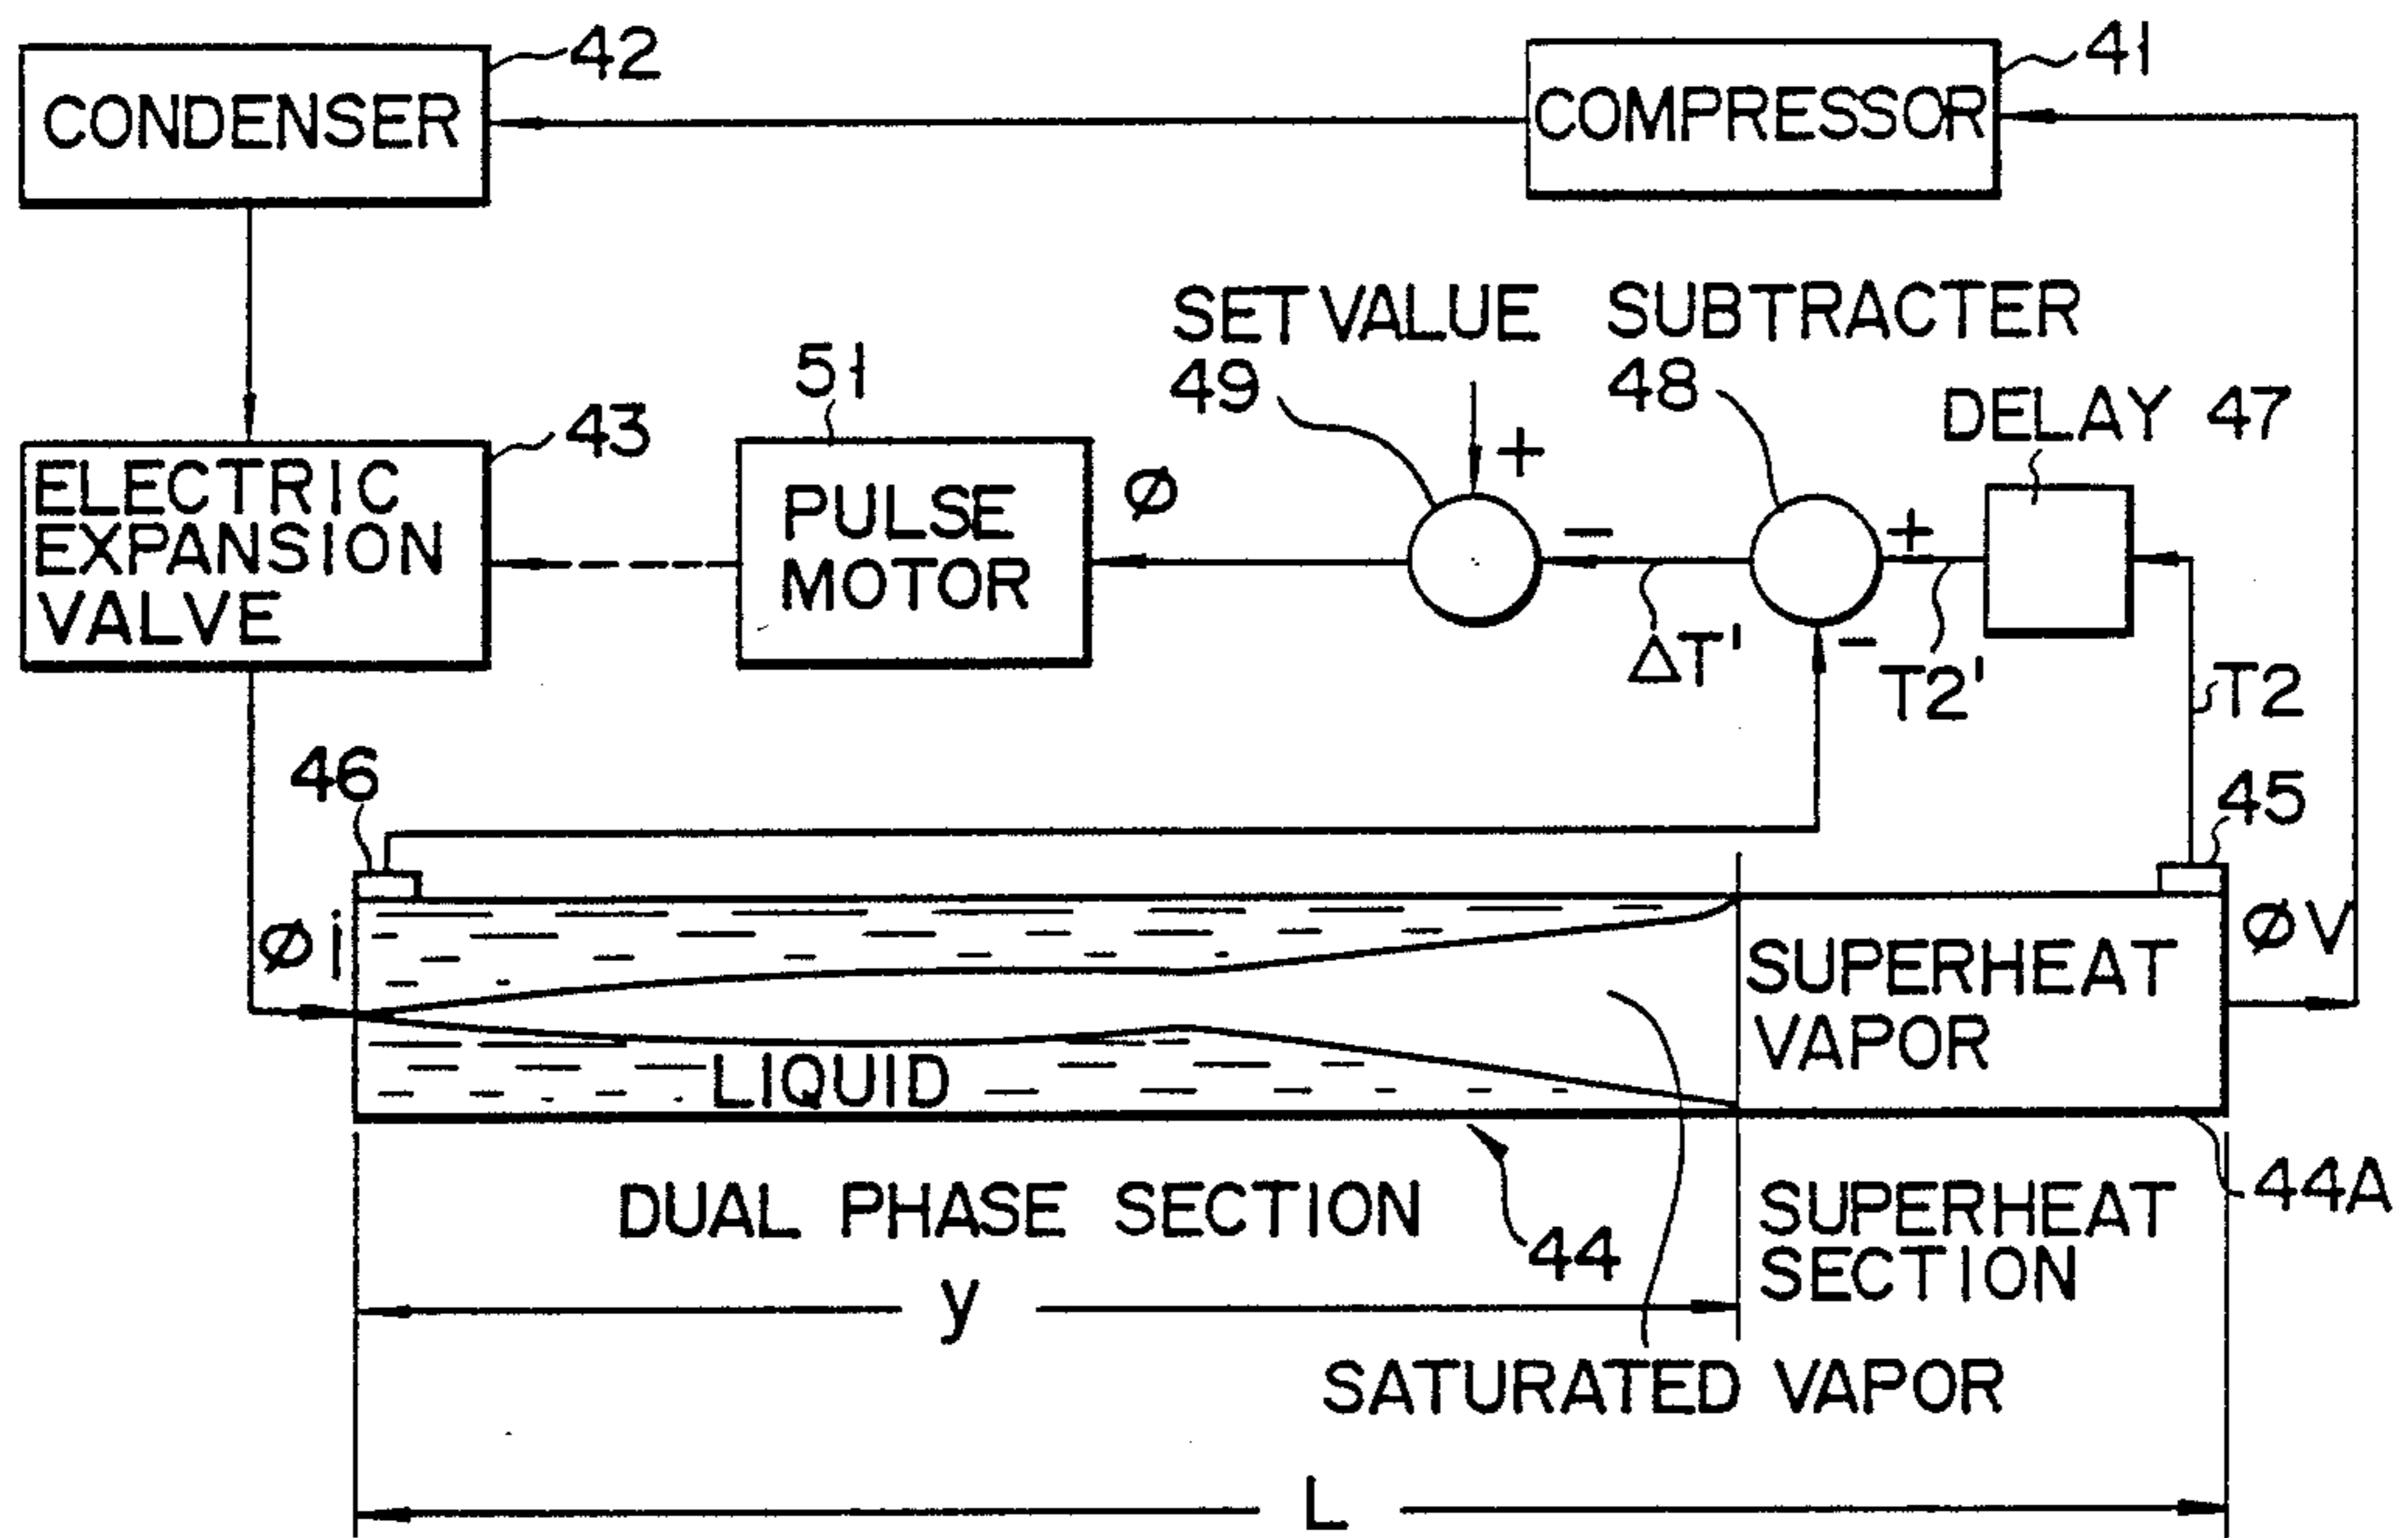 42
CONDENSER
41
COMPRESSOR
SET VALUE
49
SUBTRACTER
48
DELAY 47
51
PULSE
MOTOR
43
ELECTRIC
EXPANSION
VALVE
Ø
+
-
+
-
ΔT'
T2'
T2
46
45
Øi
ØV
LIQUID
SUPERHEAT
VAPOR
DUAL PHASE SECTION
44
SUPERHEAT
SECTION
44A
y
SATURATED VAPOR
L